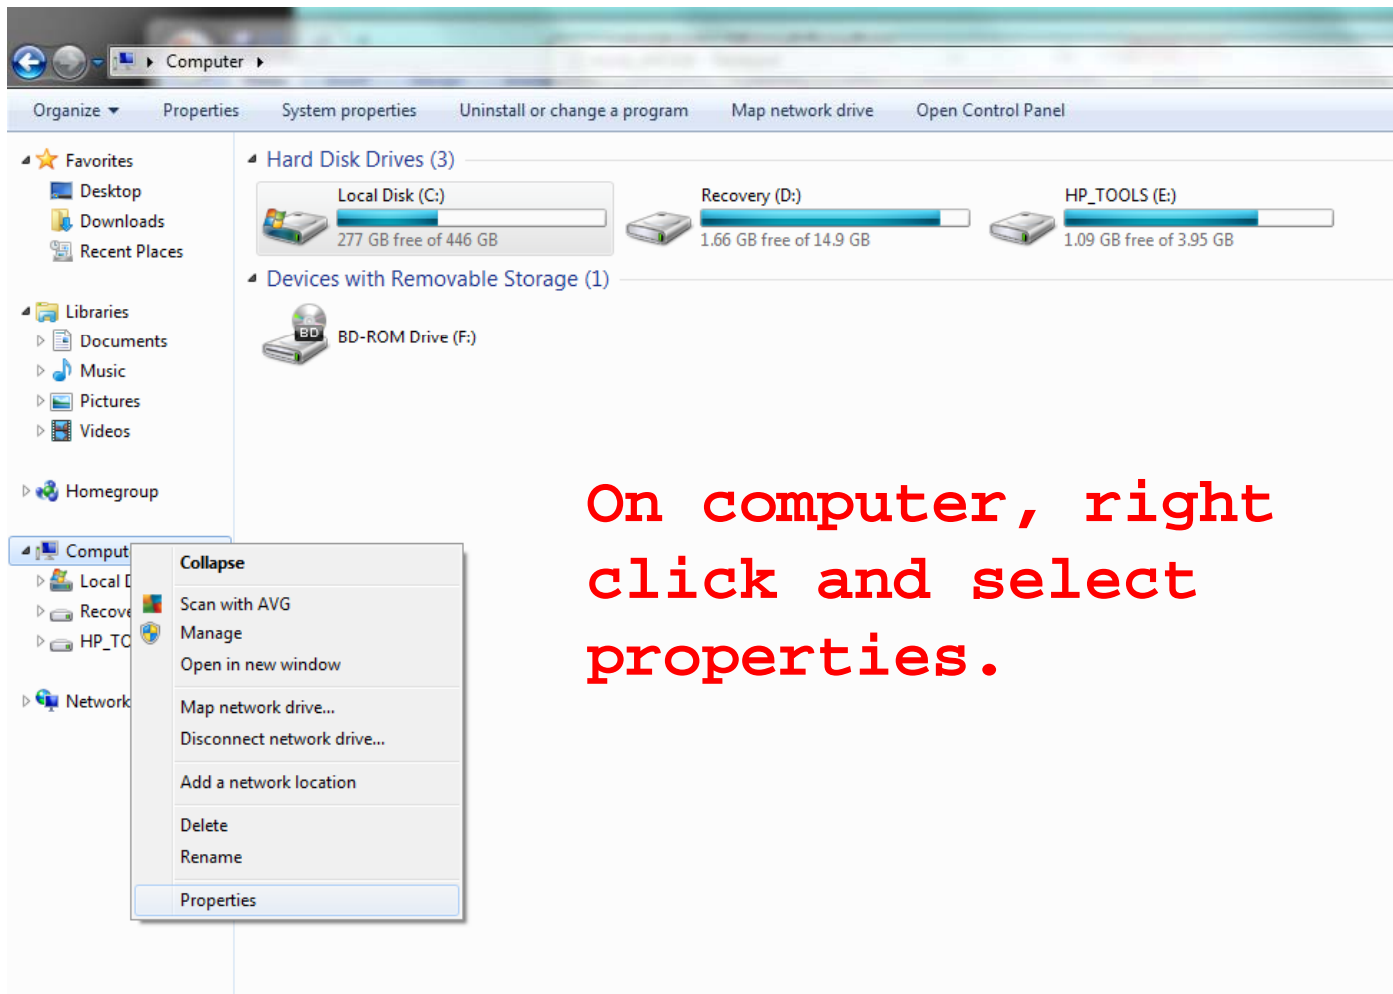 Computer
Organize
Properties
System properties
Uninstall or change a program
Map network drive
Open Control Panel
Favorites
Desktop
Downloads
Recent Places
Libraries
Documents
Music
Pictures
Videos
Homegroup
Comput
Local D
Recove
HP_TO
Network
Hard Disk Drives (3)
Local Disk (C:)
277 GB free of 446 GB
Recovery (D:)
1.66 GB free of 14.9 GB
HP_TOOLS (E:)
1.09 GB free of 3.95 GB
Devices with Removable Storage (1)
BD
BD-ROM Drive (F:)
Collapse
Scan with AVG
Manage
Open in new window
Map network drive...
Disconnect network drive...
Add a network location
Delete
Rename
Properties
On computer, right
click and select
properties.